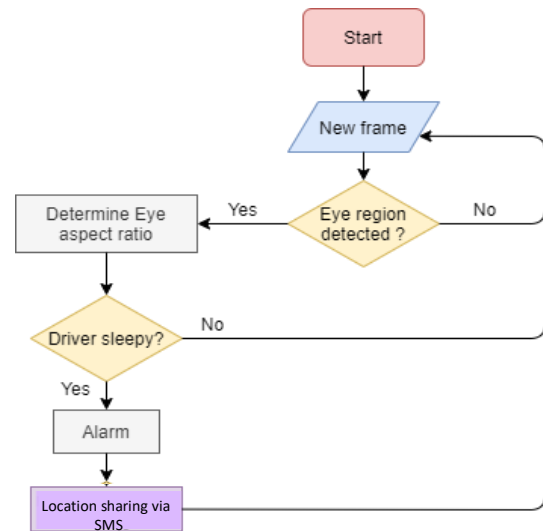 Start
New frame
Yes
Eye region
detected ?
No
Determine Eye
aspect ratio
Driver sleepy?
No
Yes
Alarm
Location sharing via
SMS